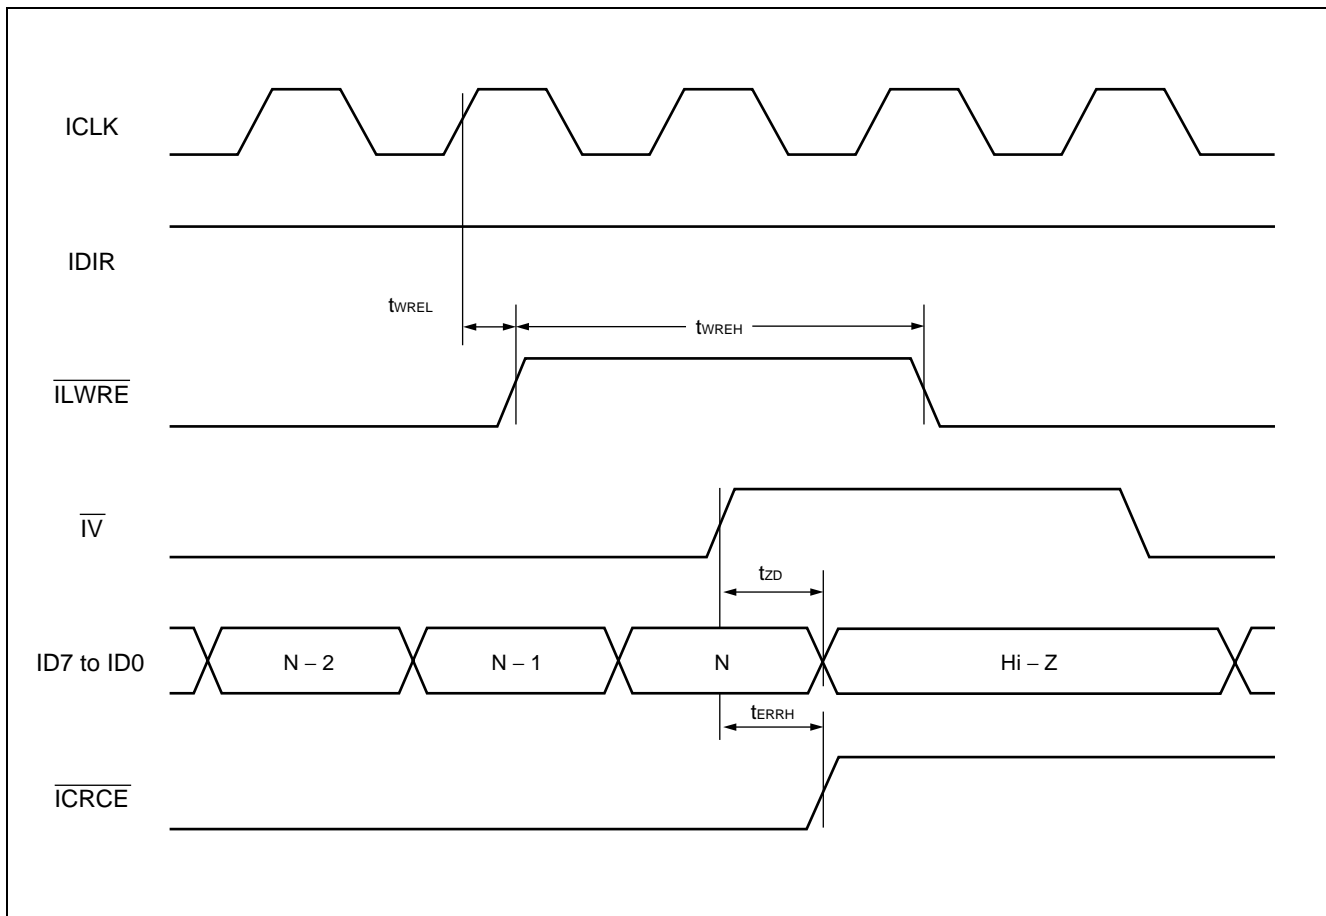 ICLK
IDIR
tWREL
tWREH
ILWRE
IV
tZD
ID7 to ID0
N – 2
N – 1
N
Hi – Z
tERRH
ICRCE